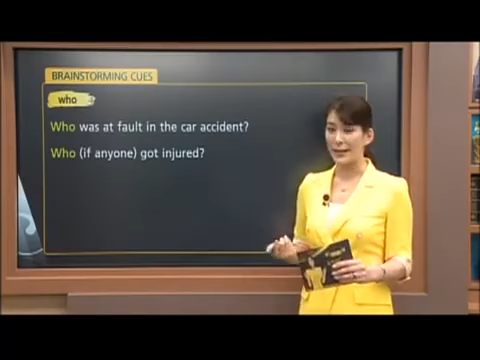 BRAINSTORMING CUES
who
Who was at fault in the car accident?
Who (if anyone) got injured?